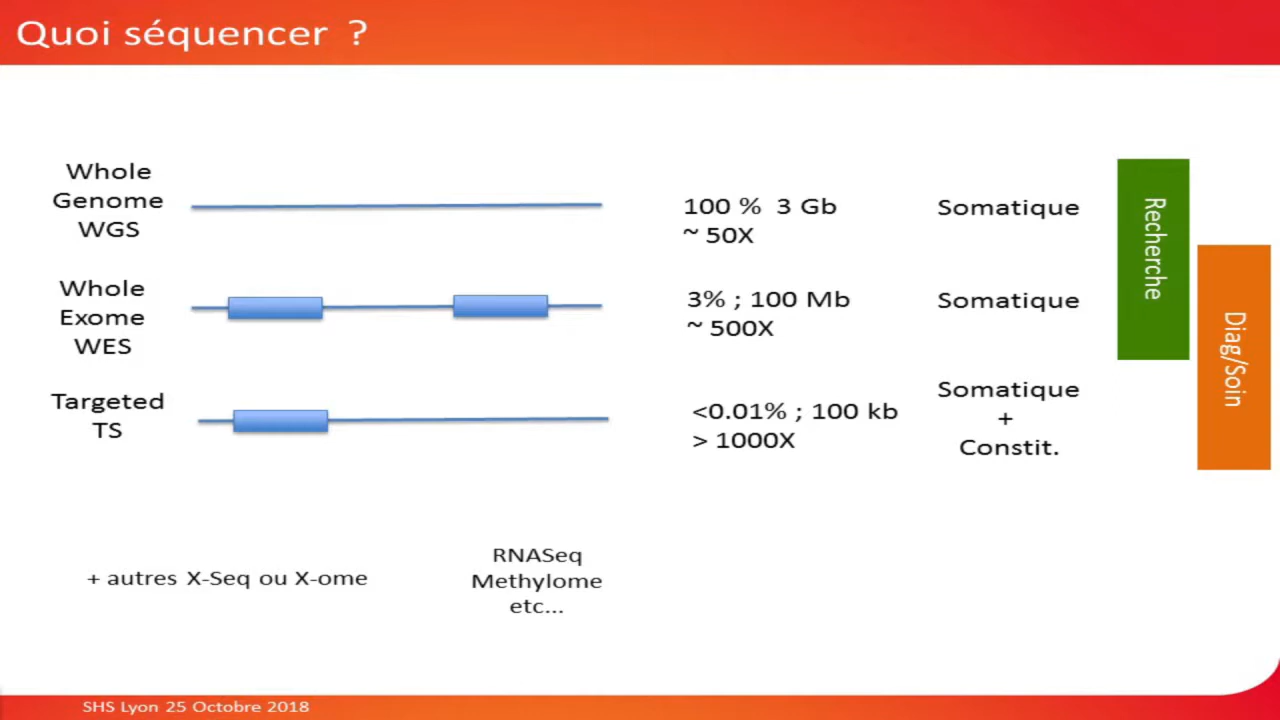 Quoi séquencer ?
Whole
Genome
WGS
100 % 3 Gb
~ 50X
Somatique
Whole
Exome
WES
3% ; 100 Mb
~ 500X
Somatique
Targeted
TS
<0.01% ; 100 kb
> 1000X
Somatique
+
Constit.
Recherche
Diag/Soin
+ autres X-Seq ou X-ome
RNASeq
Methylome
etc...
SHS Lyon 25 Octobre 2018